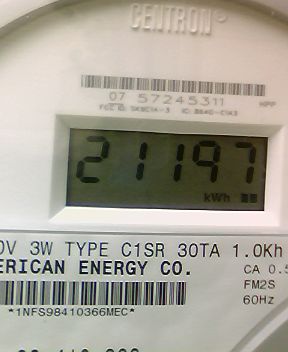 CENTRON®
07 57245311
HPP
21197
kWh
0V 3W TYPE C1SR 30TA 1.0Kh
ERICAN ENERGY CO.
CA 0.5
FM2S
60Hz
*1NFS98410366MEC*